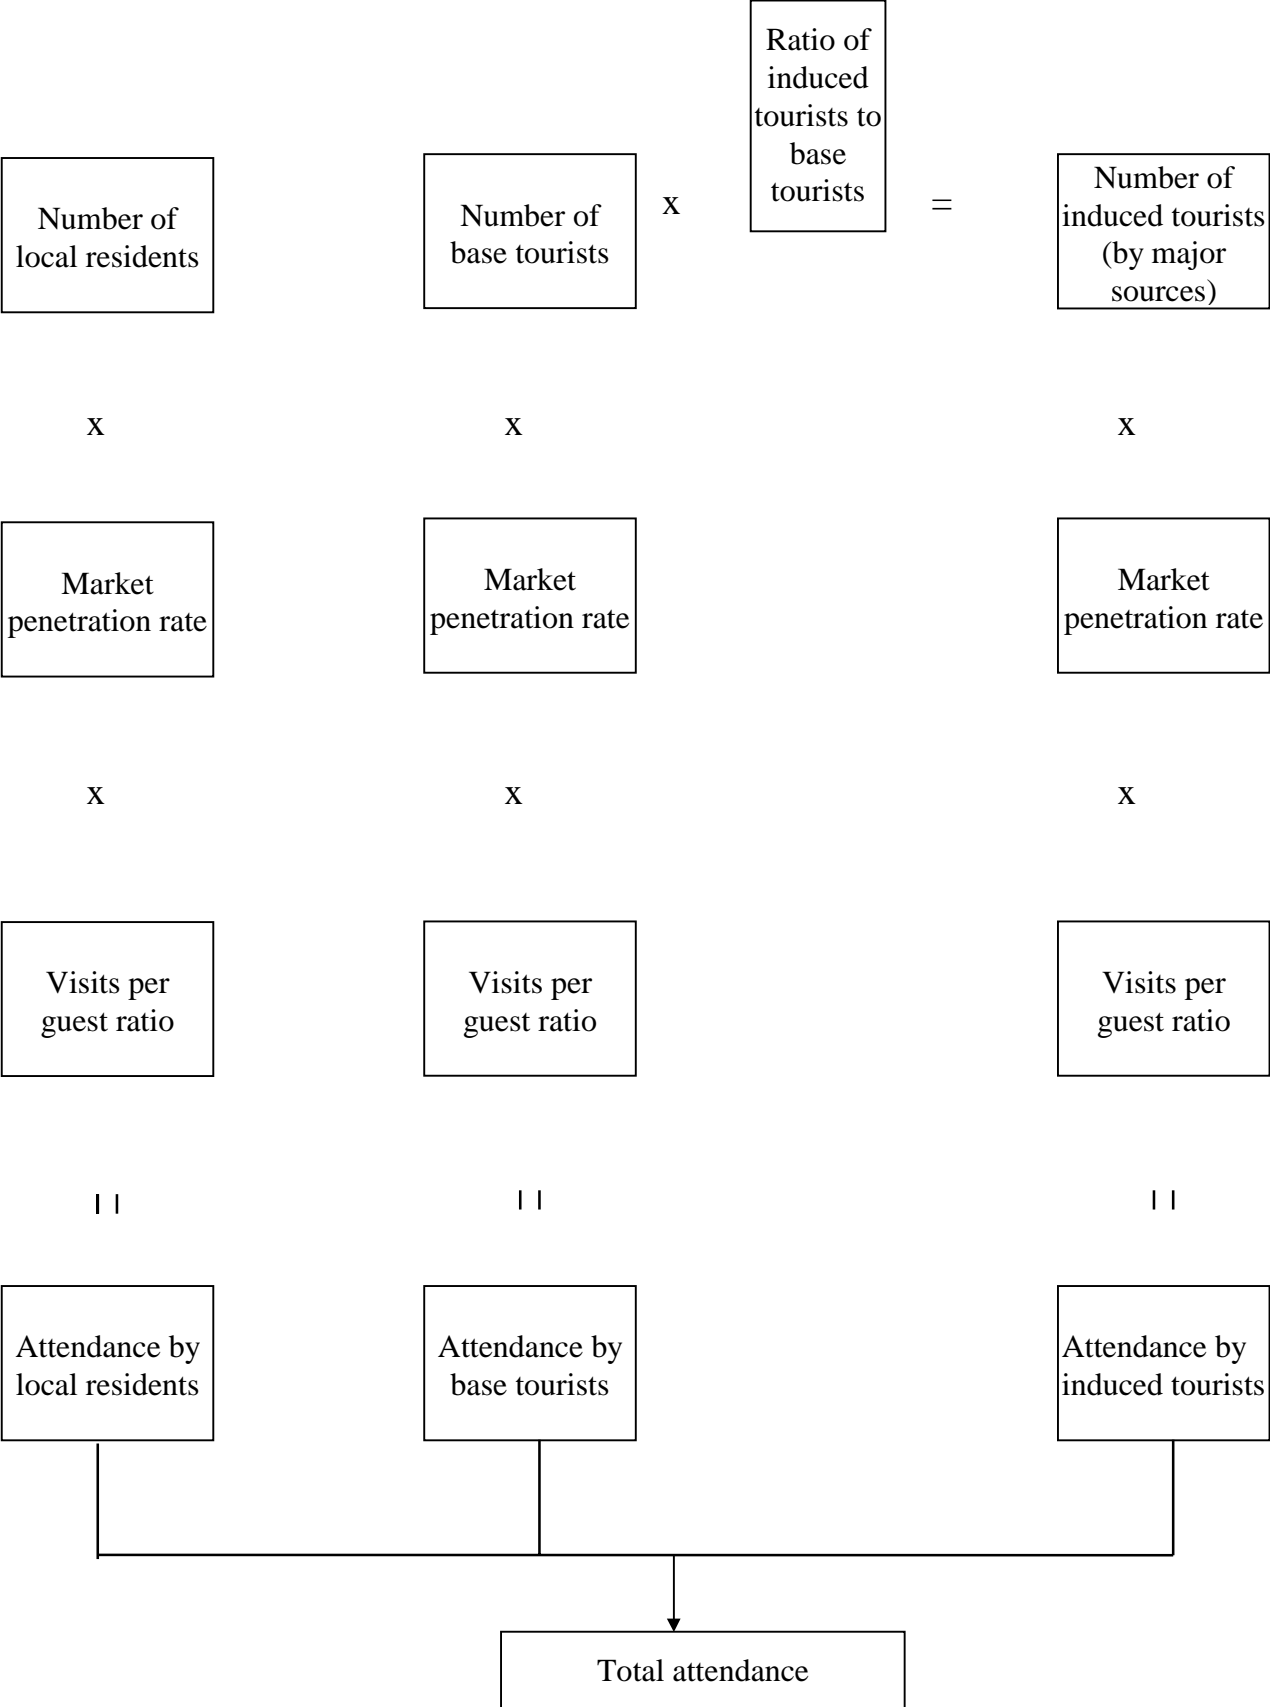 Ratio of
induced
tourists to
base
tourists
Number of
local residents
Number of
base tourists
x
=
Number of
induced tourists
(by major
sources)
x
x
x
Market
penetration rate
Market
penetration rate
Market
penetration rate
x
x
x
Visits per
guest ratio
Visits per
guest ratio
Visits per
guest ratio
=
=
=
Attendance by
local residents
Attendance by
base tourists
Attendance by
induced tourists
Total attendance